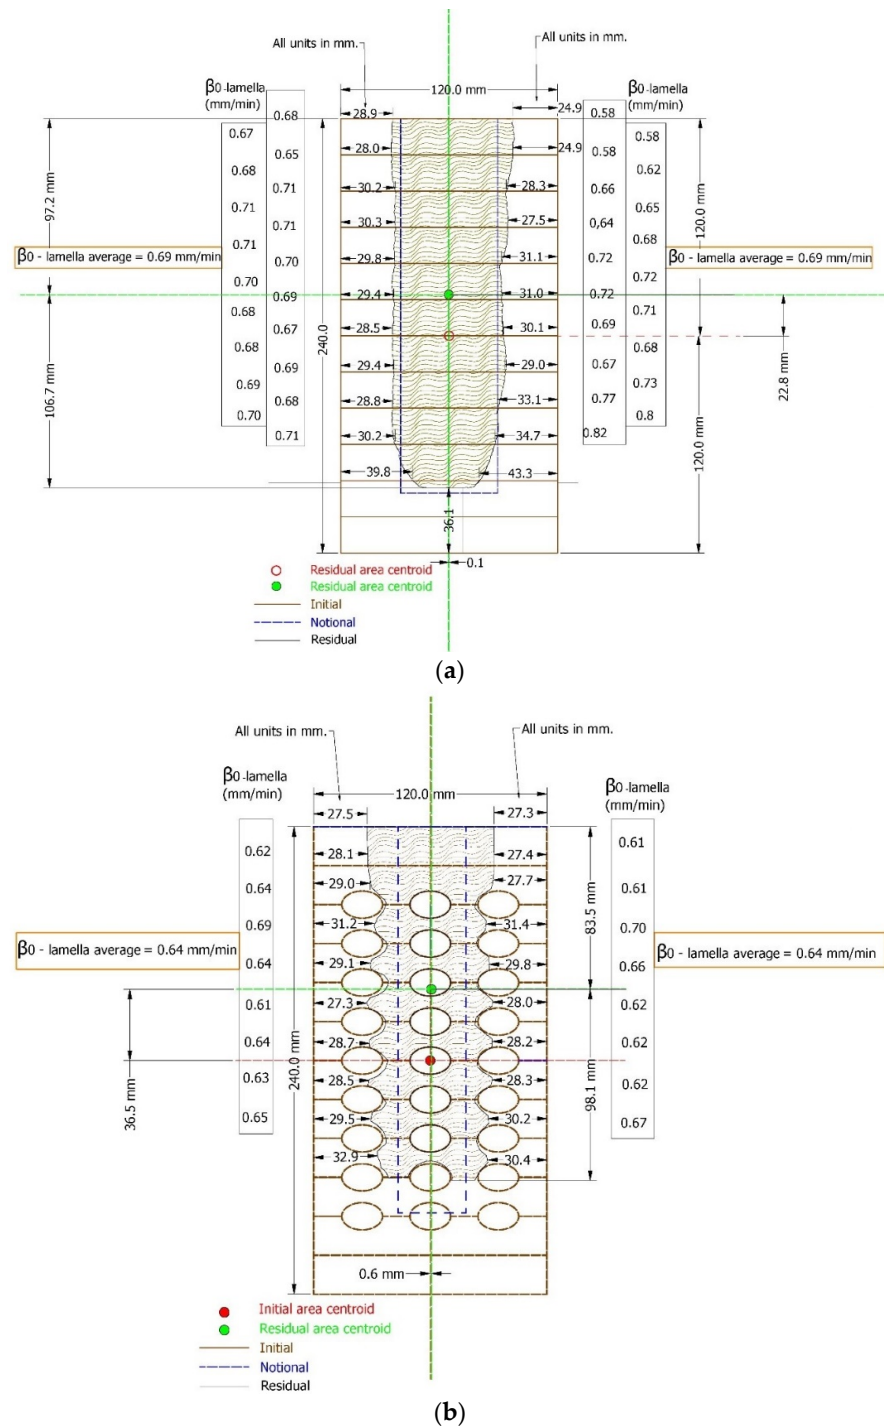 All units in mm.
All units in mm.
β0-lamella
(mm/min)
120.0 mm
β0-lamella
(mm/min)
28.9
24.9
0.68
0.58
0.67
0.58
28.0
24.9
0.65
0.58
0.68
0.62
30.2
28.3
0.71
0.66
0.71
0.65
30.3
27.5
0.71
0.64
0.71
0.68
97.2 mm
120.0 mm
β0 - lamella average = 0.69 mm/min
β0 - lamella average = 0.69 mm/min
29.8
31.1
0.70
0.72
0.70
0.72
29.4
31.0
0.69
0.72
0.68
0.71
28.5
30.1
0.67
0.69
22.8 mm
240.0
0.68
0.68
29.4
29.0
0.69
0.67
0.69
0.73
106.7 mm
28.8
33.1
0.68
0.77
0.70
0.8
30.2
34.7
0.71
0.82
120.0 mm
39.8
43.3
36.1
0.1
Residual area centroid
Residual area centroid
Initial
Notional
Residual
(a)
All units in mm.
All units in mm.
β0-lamella
(mm/min)
120.0 mm
β0-lamella
(mm/min)
27.5
27.3
0.62
0.61
28.1
27.4
0.64
0.61
29.0
27.7
83.5 mm
0.69
0.70
31.2
31.4
β0 - lamella average = 0.64 mm/min
β0 - lamella average = 0.64 mm/min
0.64
0.66
29.1
29.8
0.61
0.62
27.3
28.0
0.64
0.62
28.7
28.2
36.5 mm
240.0 mm
98.1 mm
0.63
0.62
28.5
28.3
0.65
0.67
29.5
30.2
32.9
30.4
0.6 mm
Initial area centroid
Residual area centroid
Initial
Notional
Residual
(b)